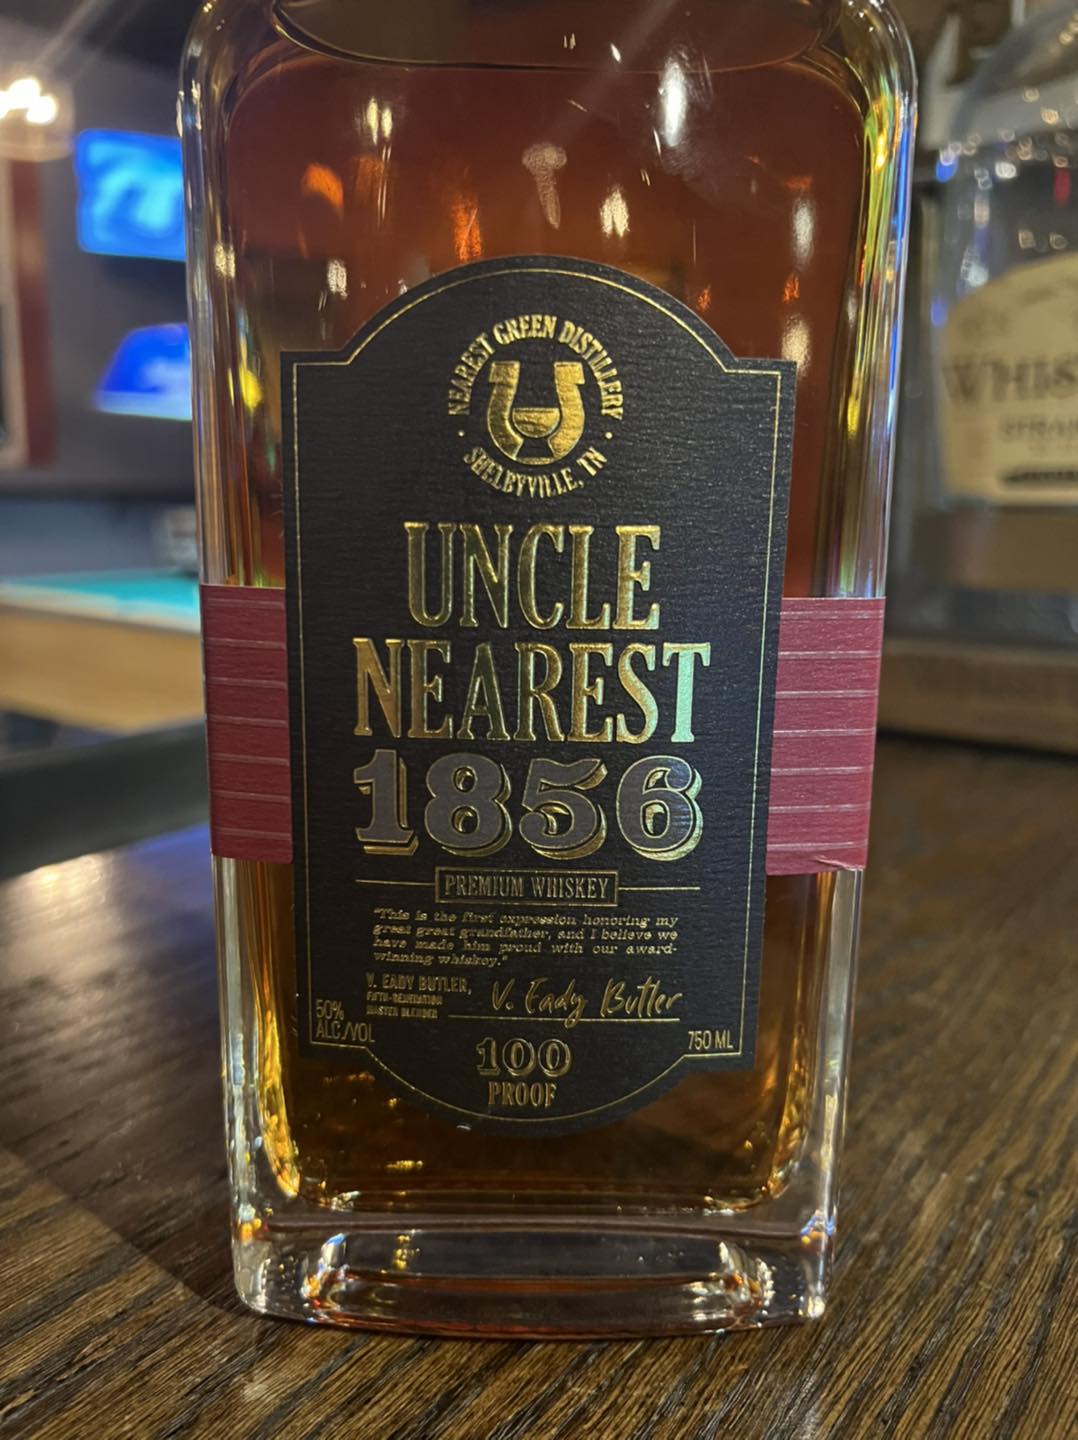 NEAREST GREEN DISTILLERY
SHELBYVILLE, TN
UNCLE
NEAREST
1856
PREMIUM WHISKEY
"This is the first expression honoring my
great great grandfather, and I believe we
have made him proud with our award-
winning whiskey."
V. EADY BUTLER,
FIFTH-GENERATION
MASTER BLENDER
V. Eady Butler
50%
ALC/VOL
750 ML
100
PROOF